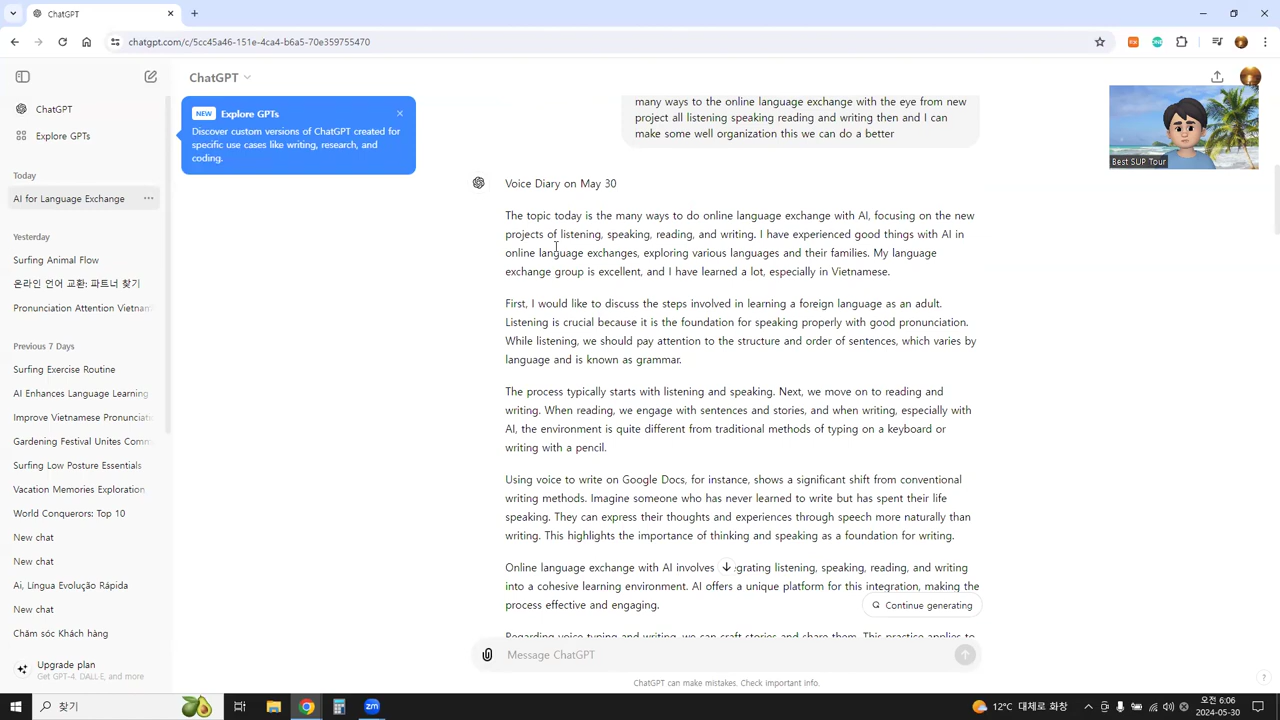 ChatGPT
chatgpt.com/c/5cc45a46-151e-4ca4-b6a5-70e359755470
ChatGPT
ChatGPT
Explore GPTs
Today
AI for Language Exchange
Yesterday
Surfing Animal Flow
온라인 언어 교환: 파트너 찾기
Pronunciation Attention Vietnam
Previous 7 Days
Surfing Exercise Routine
AI Enhances Language Learning
Improve Vietnamese Pronunciatio
Gardening Festival Unites Comm
Surfing Low Posture Essentials
Vacation Memories Exploration
World Conquerors: Top 10
New chat
New chat
Ai, Língua Evolução Rápida
New chat
Chăm sóc Khách hàng
Upgrade plan
Get GPT-4, DALL·E, and more
NEW Explore GPTs
Discover custom versions of ChatGPT created for
specific use cases like writing, research, and
coding.
many ways to the online language exchange with the eye from new
project all listening speaking reading and writing then and I can
make some well organization this we can do a better
Best SUP Tour
Voice Diary on May 30
The topic today is the many ways to do online language exchange with AI, focusing on the new
projects of listening, speaking, reading, and writing. I have experienced good things with AI in
online language exchanges, exploring various languages and their families. My language
exchange group is excellent, and I have learned a lot, especially in Vietnamese.
First, I would like to discuss the steps involved in learning a foreign language as an adult.
Listening is crucial because it is the foundation for speaking properly with good pronunciation.
While listening, we should pay attention to the structure and order of sentences, which varies by
language and is known as grammar.
The process typically starts with listening and speaking. Next, we move on to reading and
writing. When reading, we engage with sentences and stories, and when writing, especially with
AI, the environment is quite different from traditional methods of typing on a keyboard or
writing with a pencil.
Using voice to write on Google Docs, for instance, shows a significant shift from conventional
writing methods. Imagine someone who has never learned to write but has spent their life
speaking. They can express their thoughts and experiences through speech more naturally than
writing. This highlights the importance of thinking and speaking as a foundation for writing.
Online language exchange with AI involves grating listening, speaking, reading, and writing
into a cohesive learning environment. AI offers a unique platform for this integration, making the
process effective and engaging.
Continue generating
Regarding voice typing and writing, we can craft stories and share them. This practice applies to
Message ChatGPT
ChatGPT can make mistakes. Check important info.
?
찾기
12°C 대체로 화창
오전 6:06
2024-05-30